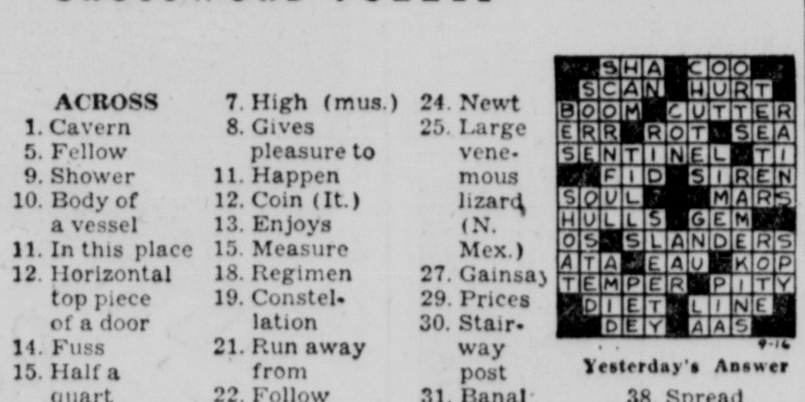 ACROSS
1. Cavern
5. Fellow
9. Shower
10. Body of
a vessel
11. In this place
12. Horizontal
top piece
of a door
14. Fuss
15. Half a
quart
7. High (mus.)
8. Gives
pleasure to
11. Happen
12. Coin (It.)
13. Enjoys
15. Measure
18. Regimen
19. Constel-
lation
21. Run away
from
22. Follow
24. Newt
25. Large
vene-
mous
lizard
(N.
Mex.)
27. Gainsay
29. Prices
30. Stair-
way
post
31. Banal
SHA COO
SCAN HURT
BOOM CUTTER
ERR ROT SEA
SENTINEL TI
FID SIREN
SOUL MARS
HULLS GEM
OS SLANDERS
ATA EAU KOP
TEMPER PITY
DIET LINE
DEY AAS
9-16
Yesterday's Answer
38. Spread